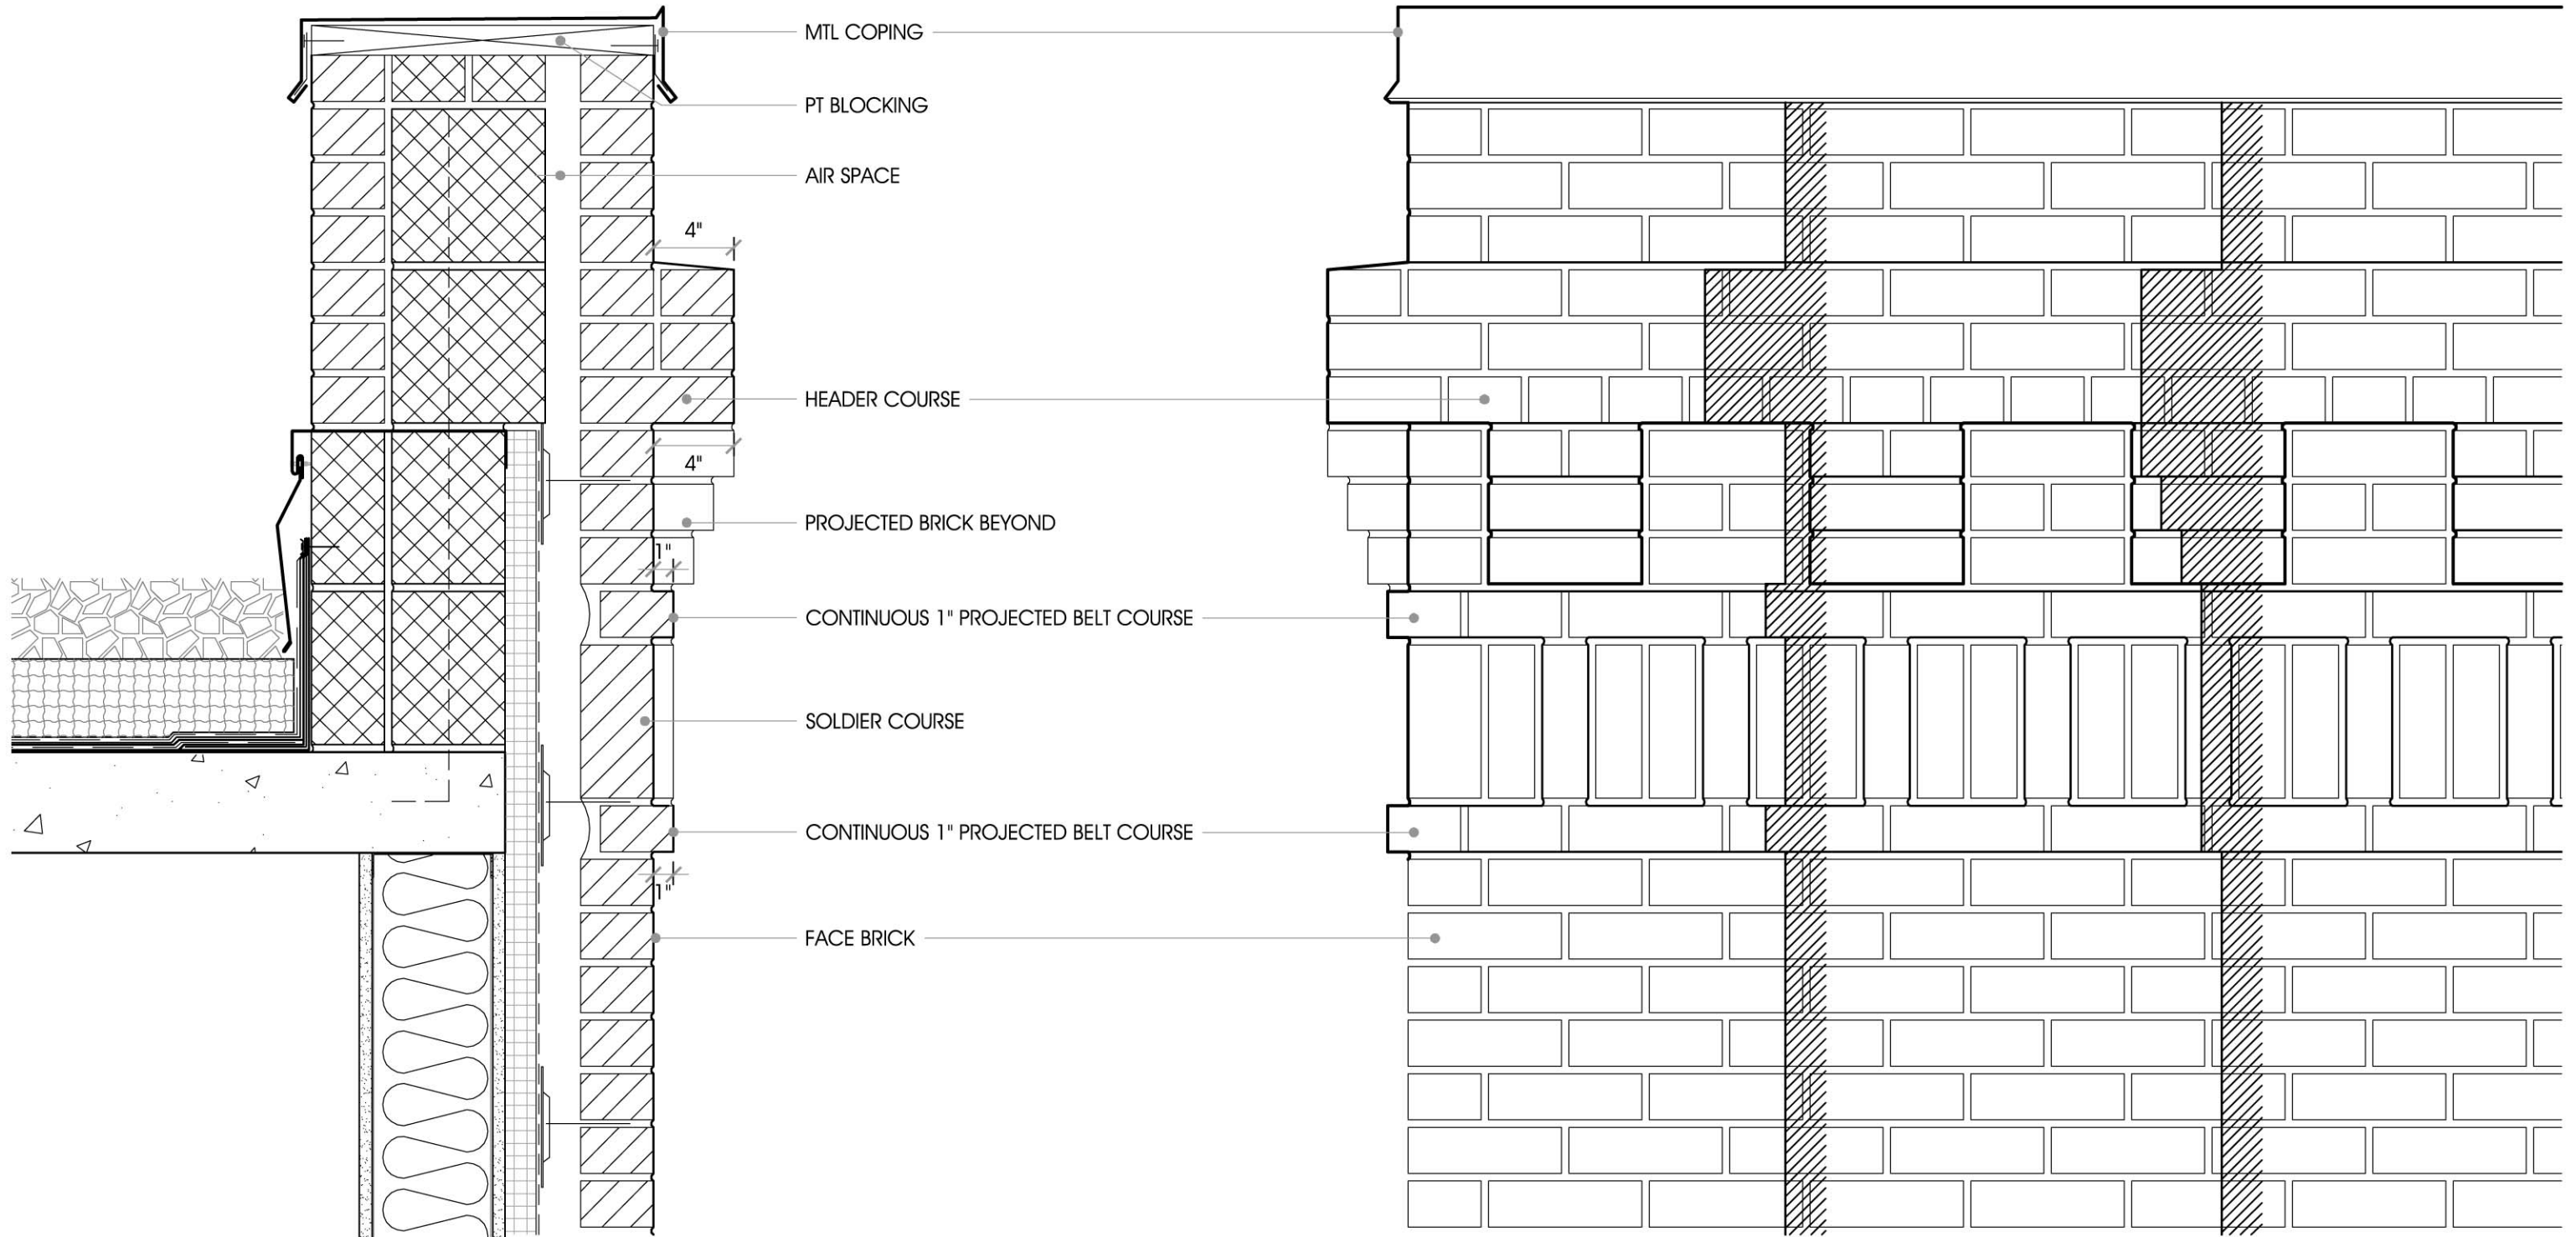 MTL COPING
PT BLOCKING
AIR SPACE
4"
HEADER COURSE
4"
PROJECTED BRICK BEYOND
1"
CONTINUOUS 1" PROJECTED BELT COURSE
SOLDIER COURSE
CONTINUOUS 1" PROJECTED BELT COURSE
1"
FACE BRICK